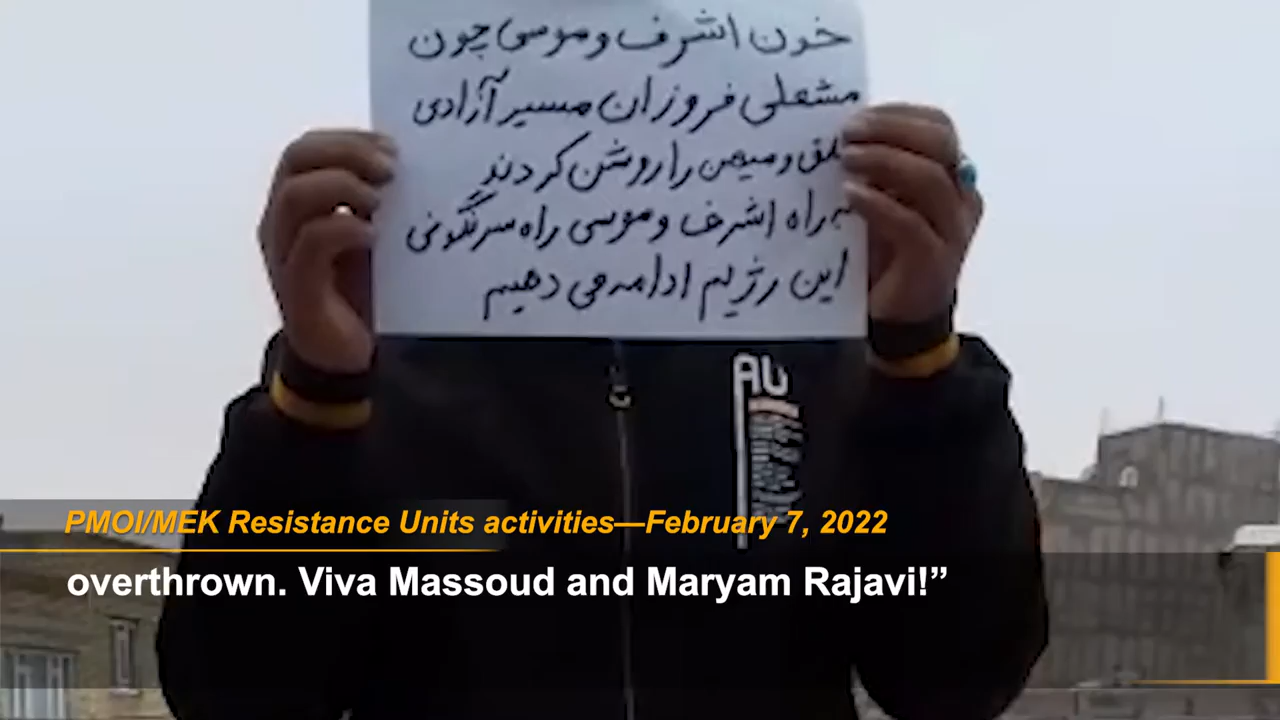 خون اشرف و موسی چون
مشعلی فروزان مسیر آزادی
و میهن را روشن کردند
راه اشرف و موسی راه سرنگونی
این رژیم ادامه می دهیم
AU
PMOI/MEK Resistance Units activities—February 7, 2022
overthrown. Viva Massoud and Maryam Rajavi!”